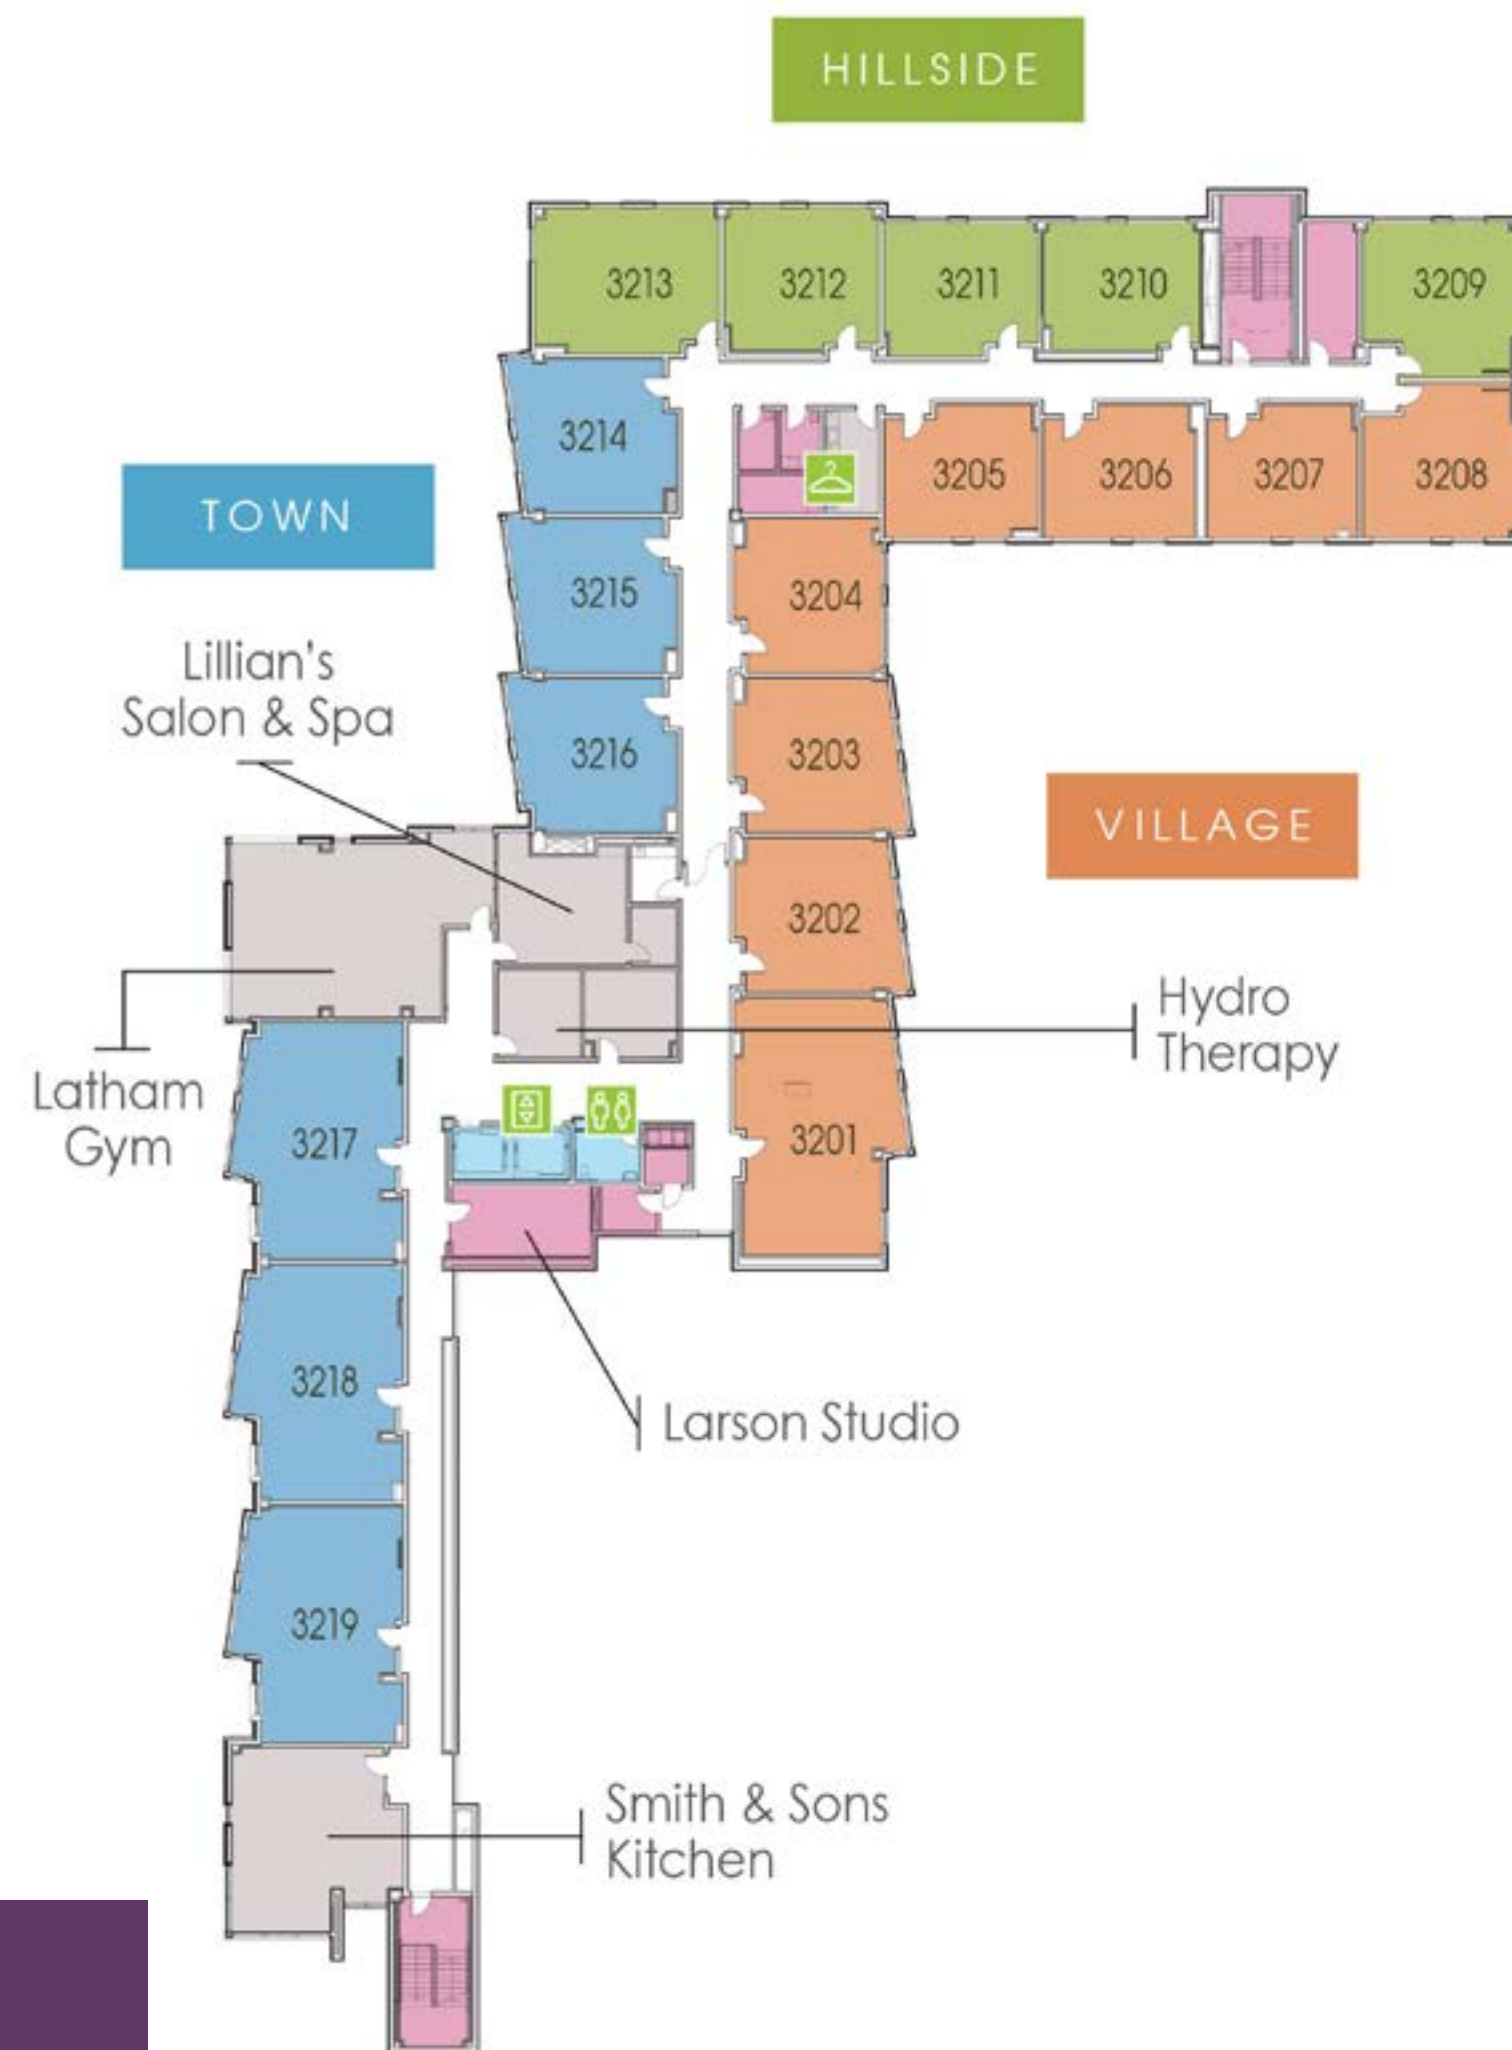 HILLSIDE
3213
3212
3211
3210
3209
3214
3205
3206
3207
3208
TOWN
3215
3204
Lillian's
Salon & Spa
3216
3203
VILLAGE
3202
Hydro
Therapy
Latham
Gym
3217
3201
3218
Larson Studio
3219
Smith & Sons
Kitchen